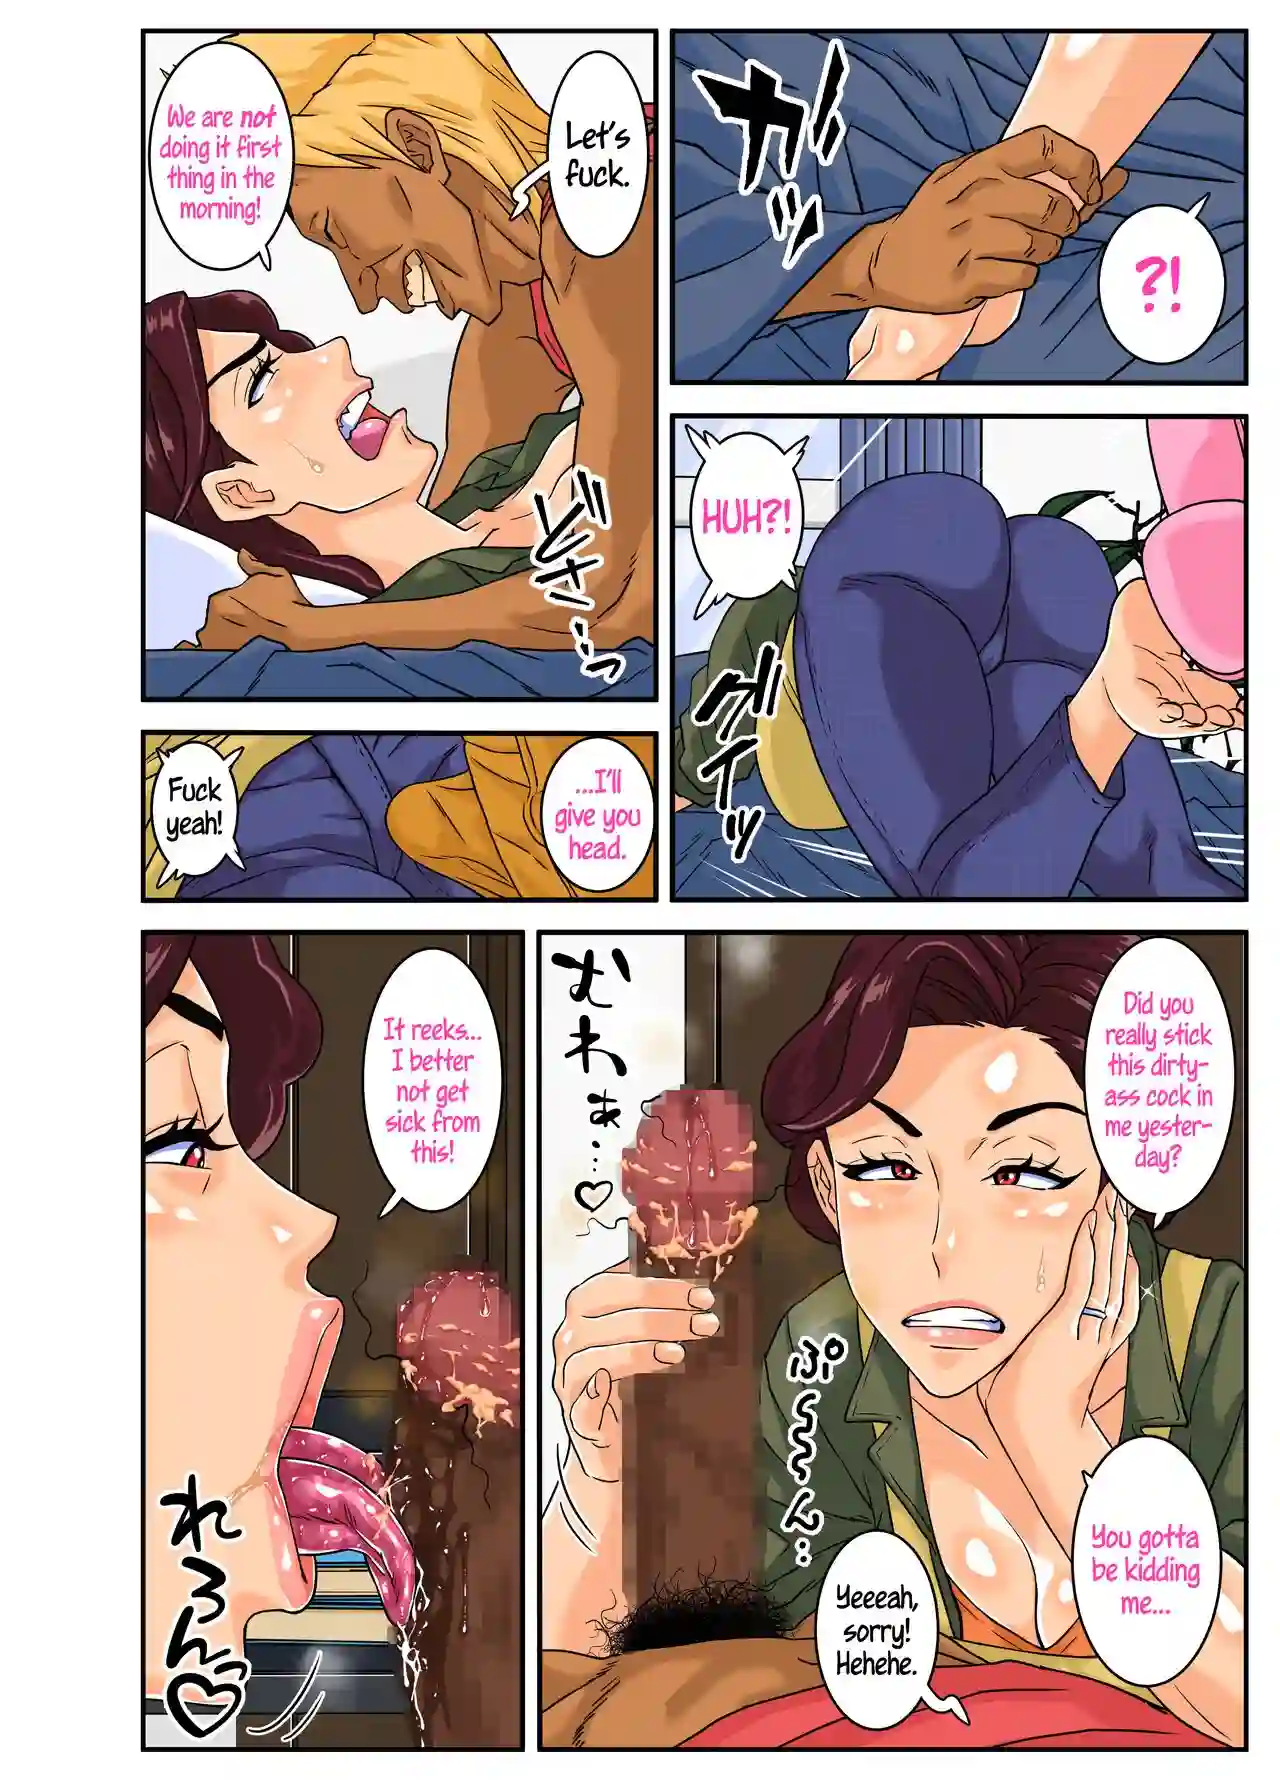 ガッ
?!
HUH?!
グイッ
Let's
fuck.
We are not
doing it first
thing in the
morning!
どさ…っ
...I'll
give you
head.
Fuck
yeah!
Did you
really stick
this dirty-
ass cock in
me yester-
day?
むわぁ…♡
ぷ~~ん…
You gotta
be kidding
me...
Yeeeah,
sorry!
Hehehe.
It reeks...
I better
not get
sick from
this!
れろん♡